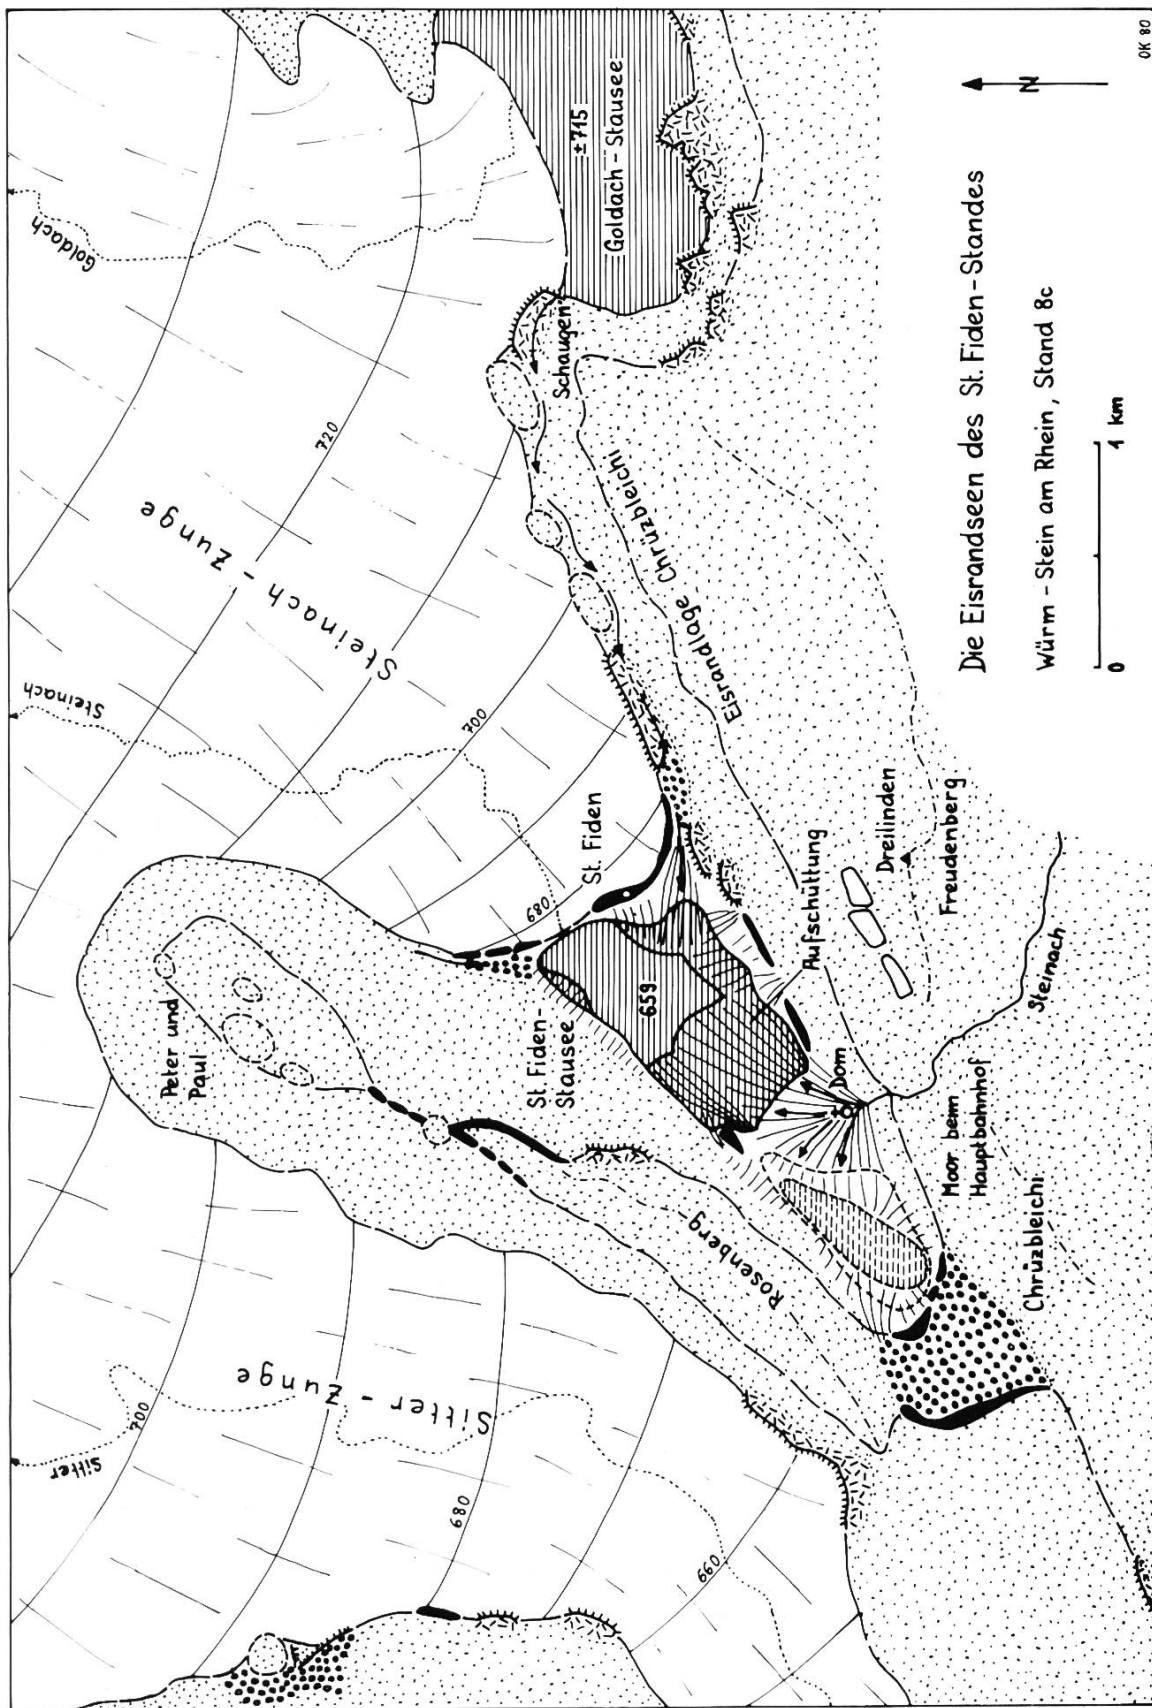 Goldach
± 715
Goldach-Stausee
Schaugen
720
Steinach-Zunge
Steinach
700
Eisrandlage Chrüzbleichi
St. Fiden
680
Peter und
Paul
St. Fiden-
Stausee
659
Aufschüttung
Dreilinden
Freudenberg
Steinach
Dom
Moor beim
Hauptbahnhof
Chrüzbleichi
Rosenberg
Sitter-Zunge
Sitter
700
680
660
Die Eisrandseen des St. Fiden-Standes
Würm-Stein am Rhein, Stand 8c
0
1 km
N
OK 80